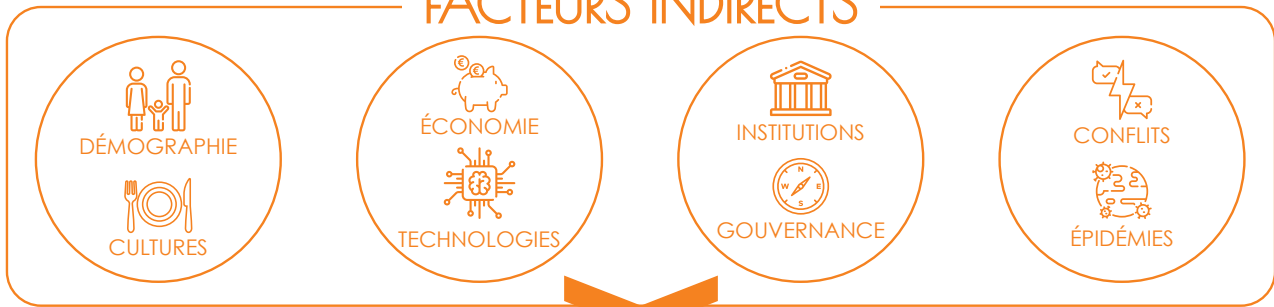 FACTEURS INDIRECTS
DÉMOGRAPHIE
CULTURES
ÉCONOMIE
TECHNOLOGIES
INSTITUTIONS
N
W E
S
GOUVERNANCE
CONFLITS
ÉPIDÉMIES